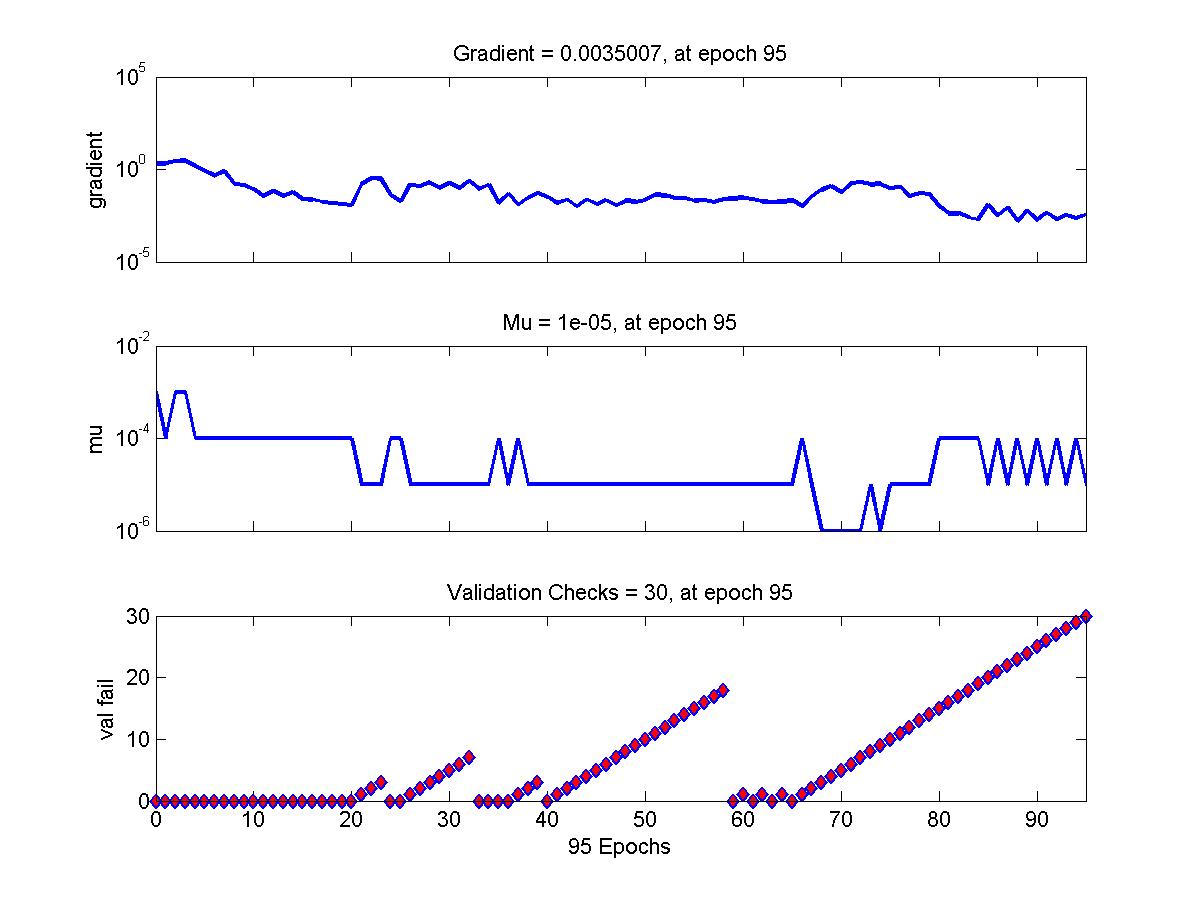 Gradient = 0.0035007, at epoch 95
10^5
10^0
10^-5
gradient
Mu = 1e-05, at epoch 95
10^-2
10^-4
10^-6
mu
Validation Checks = 30, at epoch 95
30
20
10
0
val fail
0 10 20 30 40 50 60 70 80 90
95 Epochs